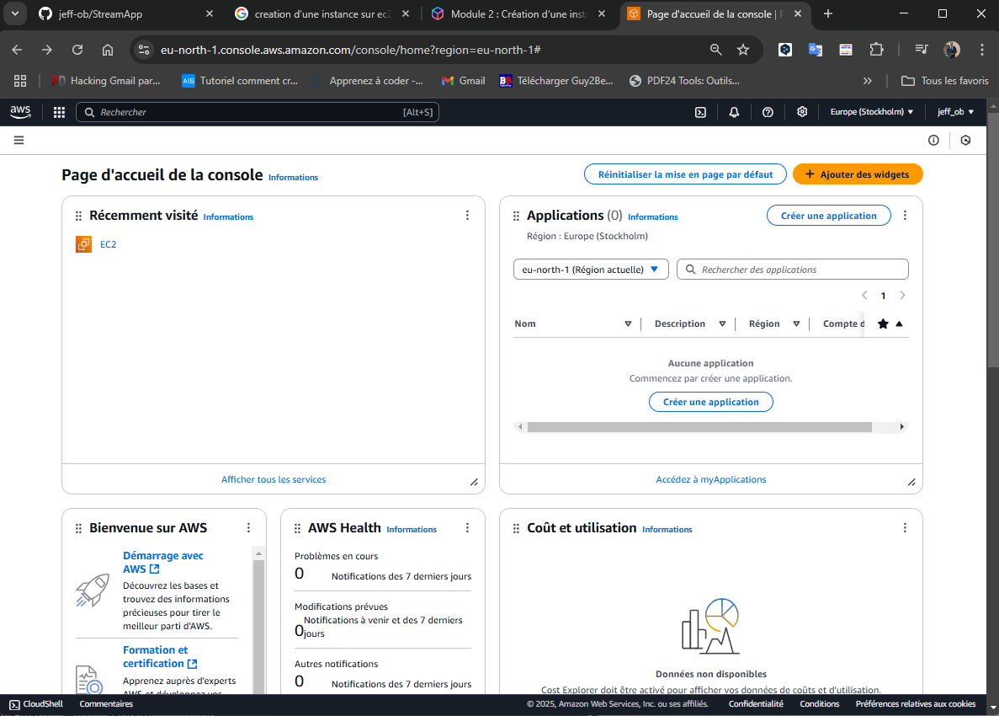 jeff-ob/StreamApp
creation d'une instance sur ec2
Module 2 : Création d'une insta
Page d'accueil de la console |
eu-north-1.console.aws.amazon.com/console/home?region=eu-north-1#
Hacking Gmail par...
AIS Tutoriel comment cr...
Apprenez à coder -...
Gmail
Télécharger Guy2Be...
PDF24 Tools: Outils...
Tous les favoris
aws
Rechercher
[Alt+S]
Europe (Stockholm)
jeff_ob
Page d'accueil de la console Informations
Réinitialiser la mise en page par défaut
Ajouter des widgets
Récemment visité Informations
EC2
Afficher tous les services
Applications (0) Informations
Créer une application
Région : Europe (Stockholm)
eu-north-1 (Région actuelle)
Rechercher des applications
1
Nom
Description
Région
Compte d
Aucune application
Commencez par créer une application.
Créer une application
Accédez à myApplications
Bienvenue sur AWS
Démarrage avec
AWS
Découvrez les bases et
trouvez des informations
précieuses pour tirer le
meilleur parti d'AWS.
Formation et
certification
Apprenez auprès d'experts
AWS et développez vos
AWS Health Informations
Problèmes en cours
0 Notifications des 7 derniers jours
Modifications prévues
0 Notifications à venir et des 7 derniers
jours
Autres notifications
0 Notifications des 7 derniers jours
Coût et utilisation Informations
Données non disponibles
Cost Explorer doit être activé pour afficher vos données de coûts et d'utilisation.
CloudShell
Commentaires
© 2025, Amazon Web Services, Inc. ou ses affiliés.
Confidentialité
Conditions
Préférences relatives aux cookies